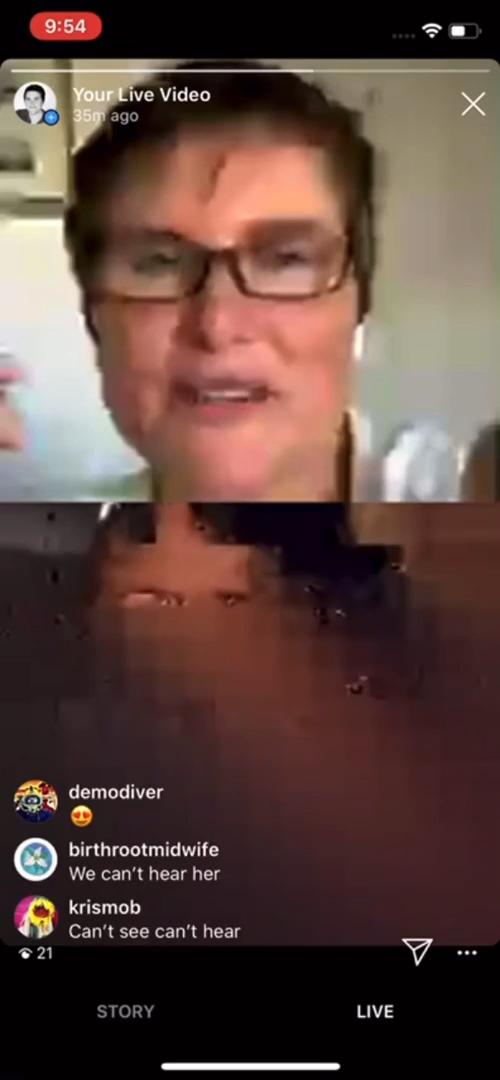 9:54
Your Live Video
35m ago
demodiver
😍
birthrootmidwife
We can't hear her
krismob
Can't see can't hear
21
STORY
LIVE